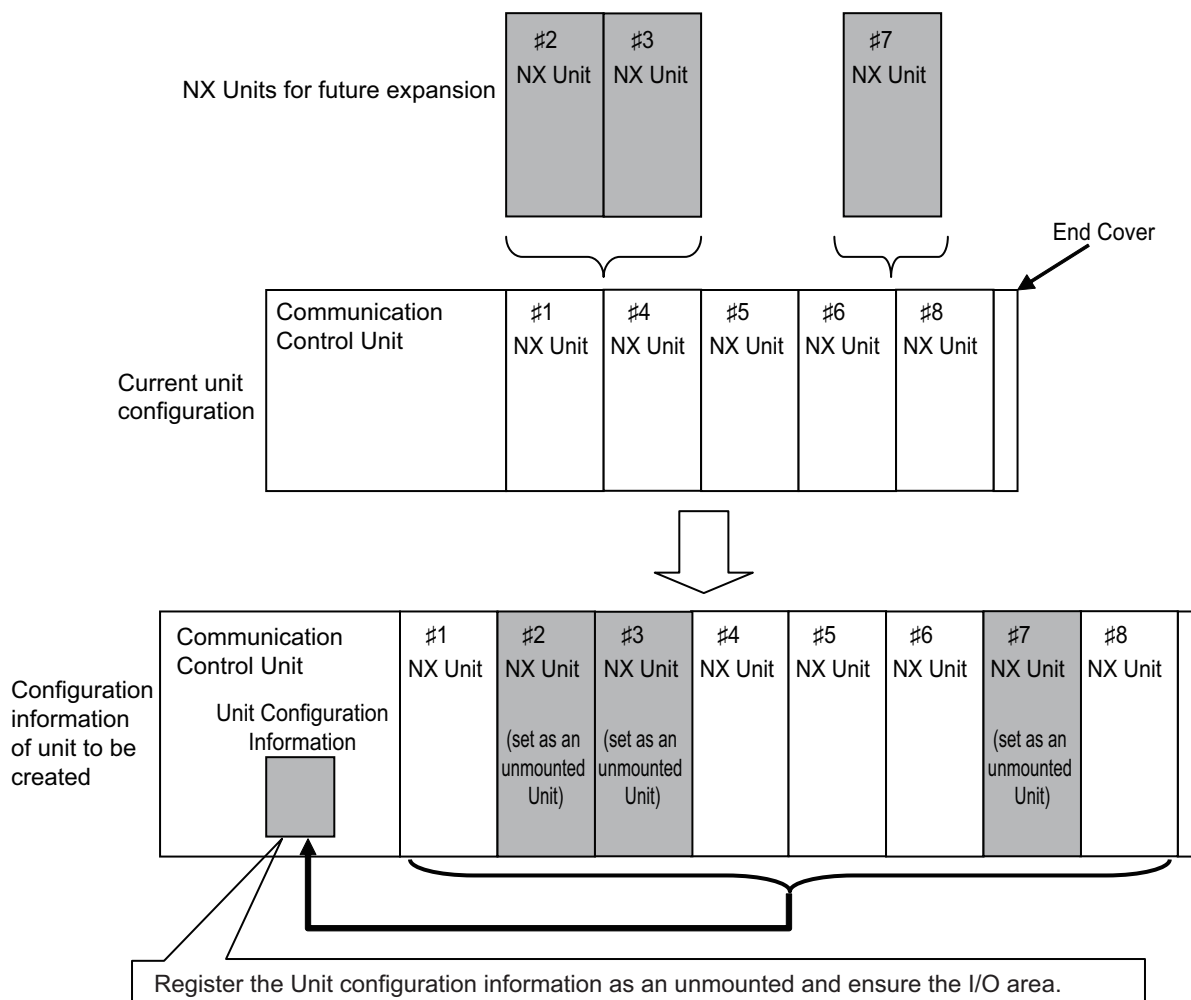 ♯2
NX Unit
♯3
NX Unit
♯7
NX Unit
NX Units for future expansion
End Cover
Communication
Control Unit
♯1
NX Unit
♯4
NX Unit
♯5
NX Unit
♯6
NX Unit
♯8
NX Unit
Current unit
configuration
Communication
Control Unit
Unit Configuration
Information
♯1
NX Unit
♯2
NX Unit
(set as an
unmounted
Unit)
♯3
NX Unit
(set as an
unmounted
Unit)
♯4
NX Unit
♯5
NX Unit
♯6
NX Unit
♯7
NX Unit
(set as an
unmounted
Unit)
♯8
NX Unit
Configuration
information
of unit to be
created
Register the Unit configuration information as an unmounted and ensure the I/O area.